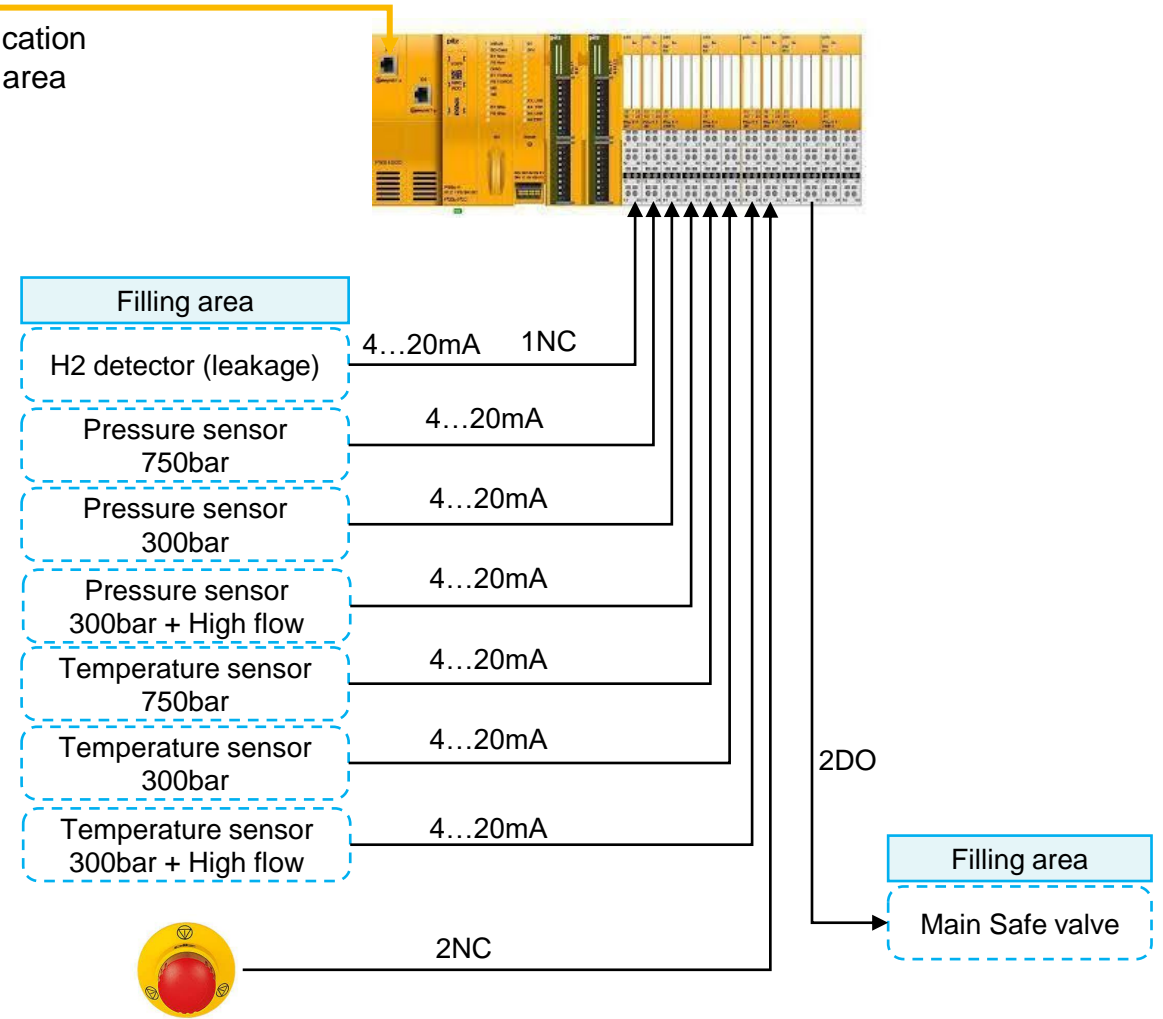 cation
area
pilz
pilz
Filling area
H2 detector (leakage)
4…20mA 1NC
Pressure sensor
750bar
4…20mA
Pressure sensor
300bar
4…20mA
Pressure sensor
300bar + High flow
4…20mA
Temperature sensor
750bar
4…20mA
Temperature sensor
300bar
4…20mA
Temperature sensor
300bar + High flow
4…20mA
2NC
2DO
Filling area
Main Safe valve